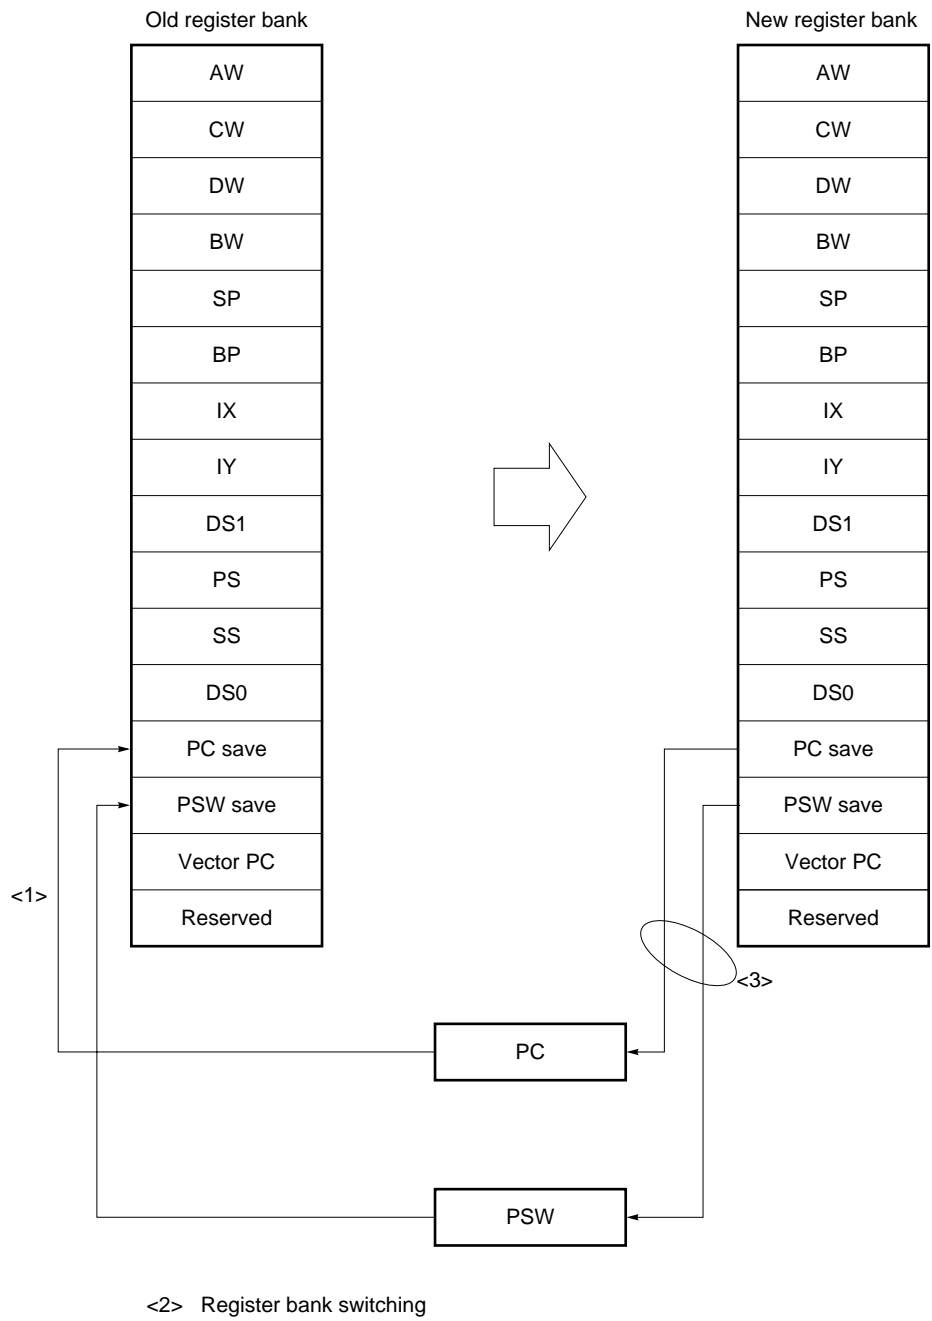 Old register bank
AW
CW
DW
BW
SP
BP
IX
IY
DS1
PS
SS
DS0
PC save
PSW save
Vector PC
Reserved
New register bank
AW
CW
DW
BW
SP
BP
IX
IY
DS1
PS
SS
DS0
PC save
PSW save
Vector PC
Reserved
<1>
<3>
PC
PSW
<2> Register bank switching